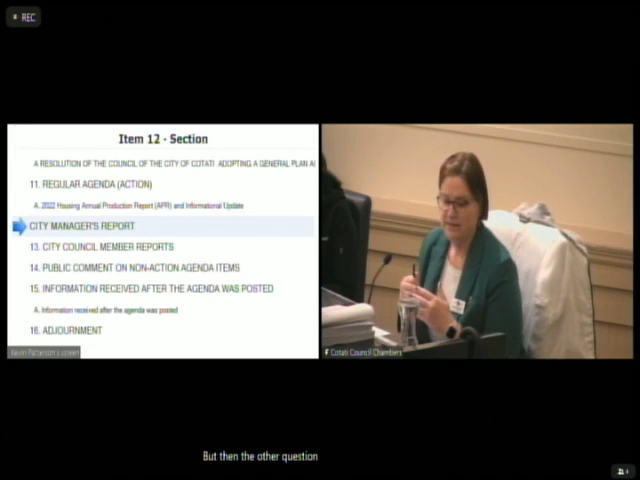 REC
Item 12 - Section
A RESOLUTION OF THE COUNCIL OF THE CITY OF COTATI ADOPTING A GENERAL PLAN AI
11. REGULAR AGENDA (ACTION)
A. 2022 Housing Annual Production Report (APR) and Informational Update
CITY MANAGER'S REPORT
13. CITY COUNCIL MEMBER REPORTS
14. PUBLIC COMMENT ON NON-ACTION AGENDA ITEMS
15. INFORMATION RECEIVED AFTER THE AGENDA WAS POSTED
A. Information received after the agenda was posted
16. ADJOURNMENT
Kevin Patterson's screen
Cotati Council Chambers
But then the other question